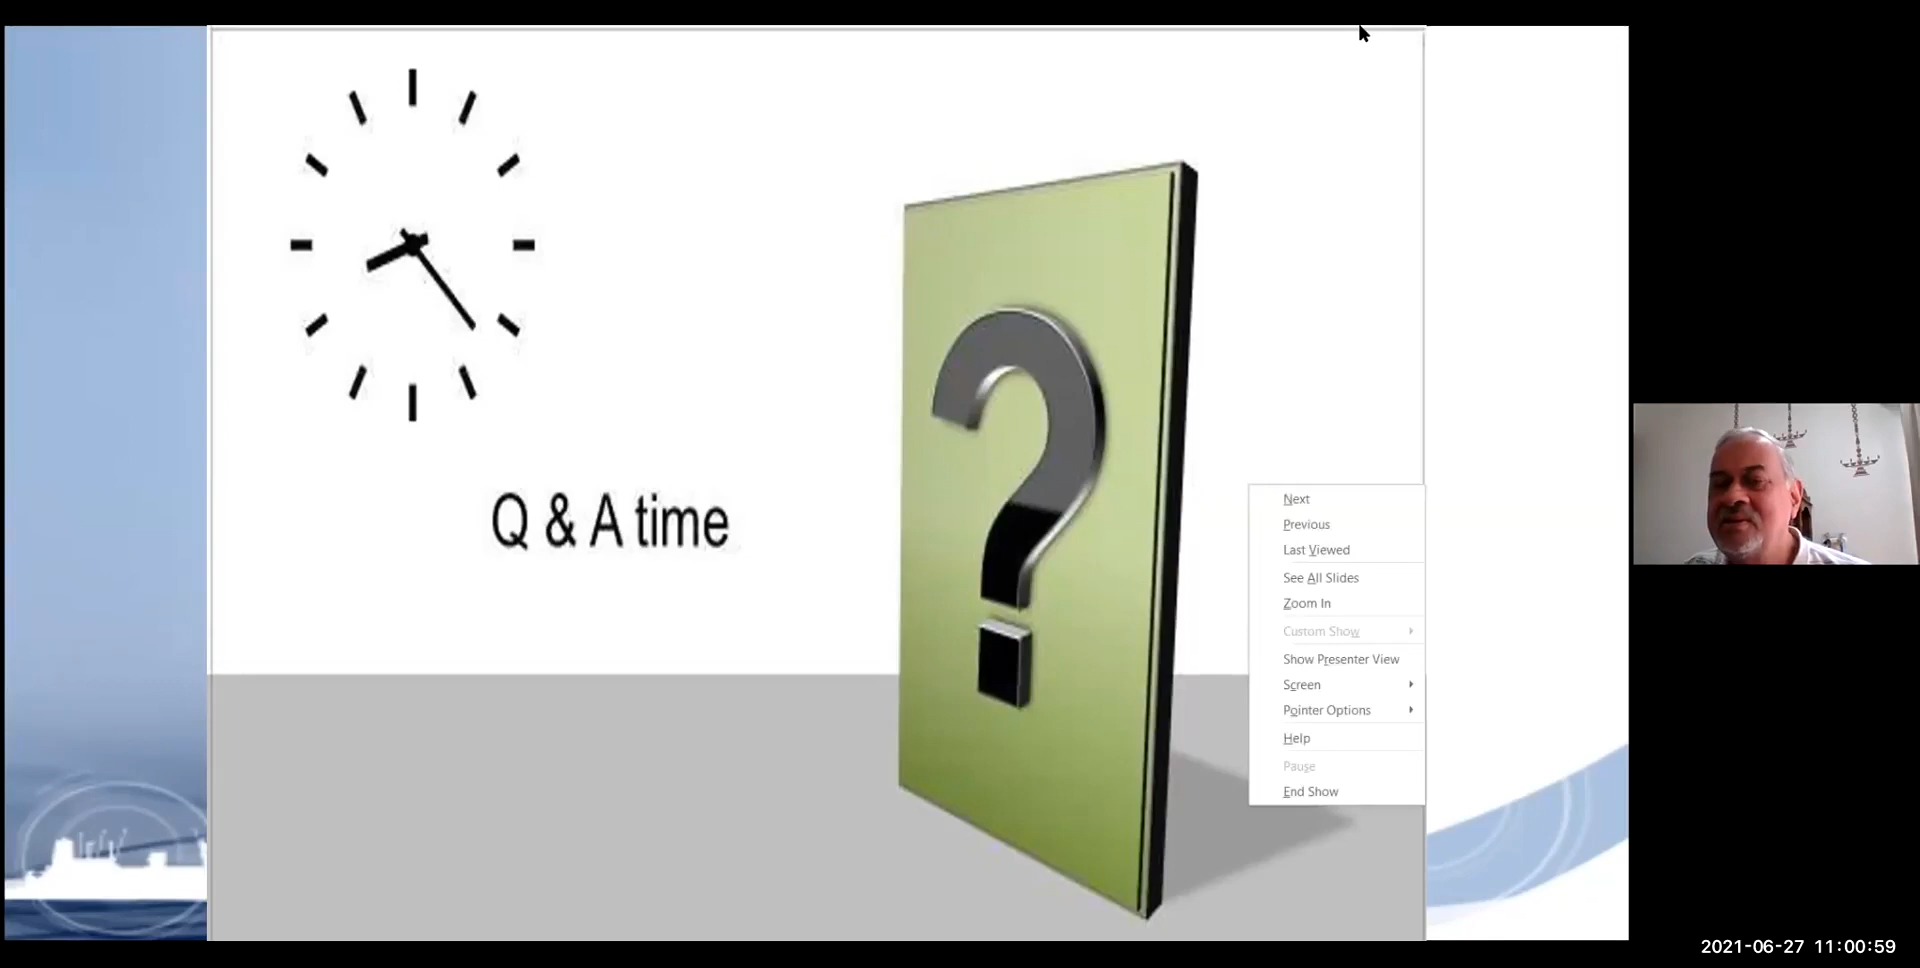 Q & A time
?
Next
Previous
Last Viewed
See All Slides
Zoom In
Custom Show
Show Presenter View
Screen
Pointer Options
Help
Pause
End Show
2021-06-27 11:00:59